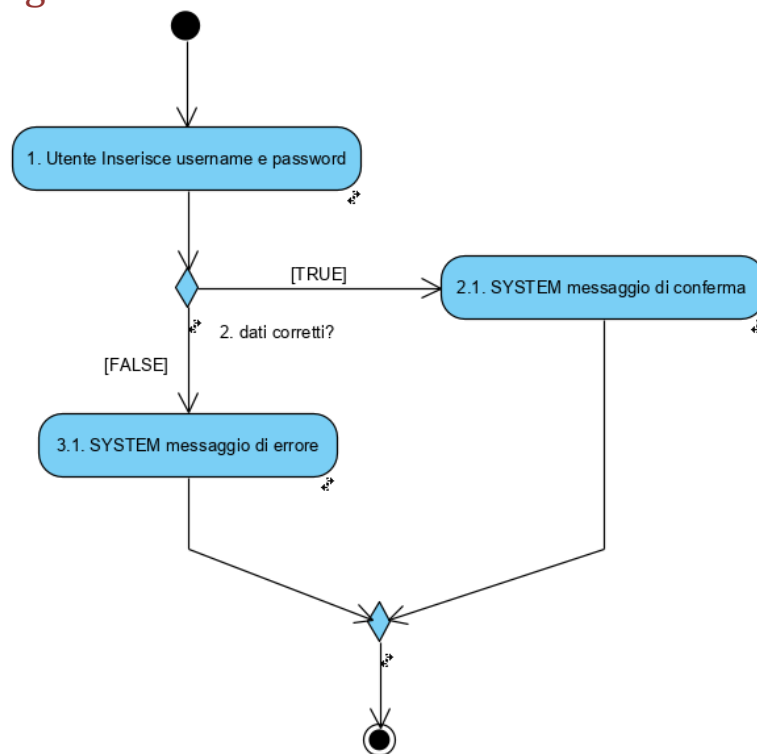 1. Utente Inserisce username e password
[TRUE]
2.1. SYSTEM messaggio di conferma
2. dati corretti?
[FALSE]
3.1. SYSTEM messaggio di errore